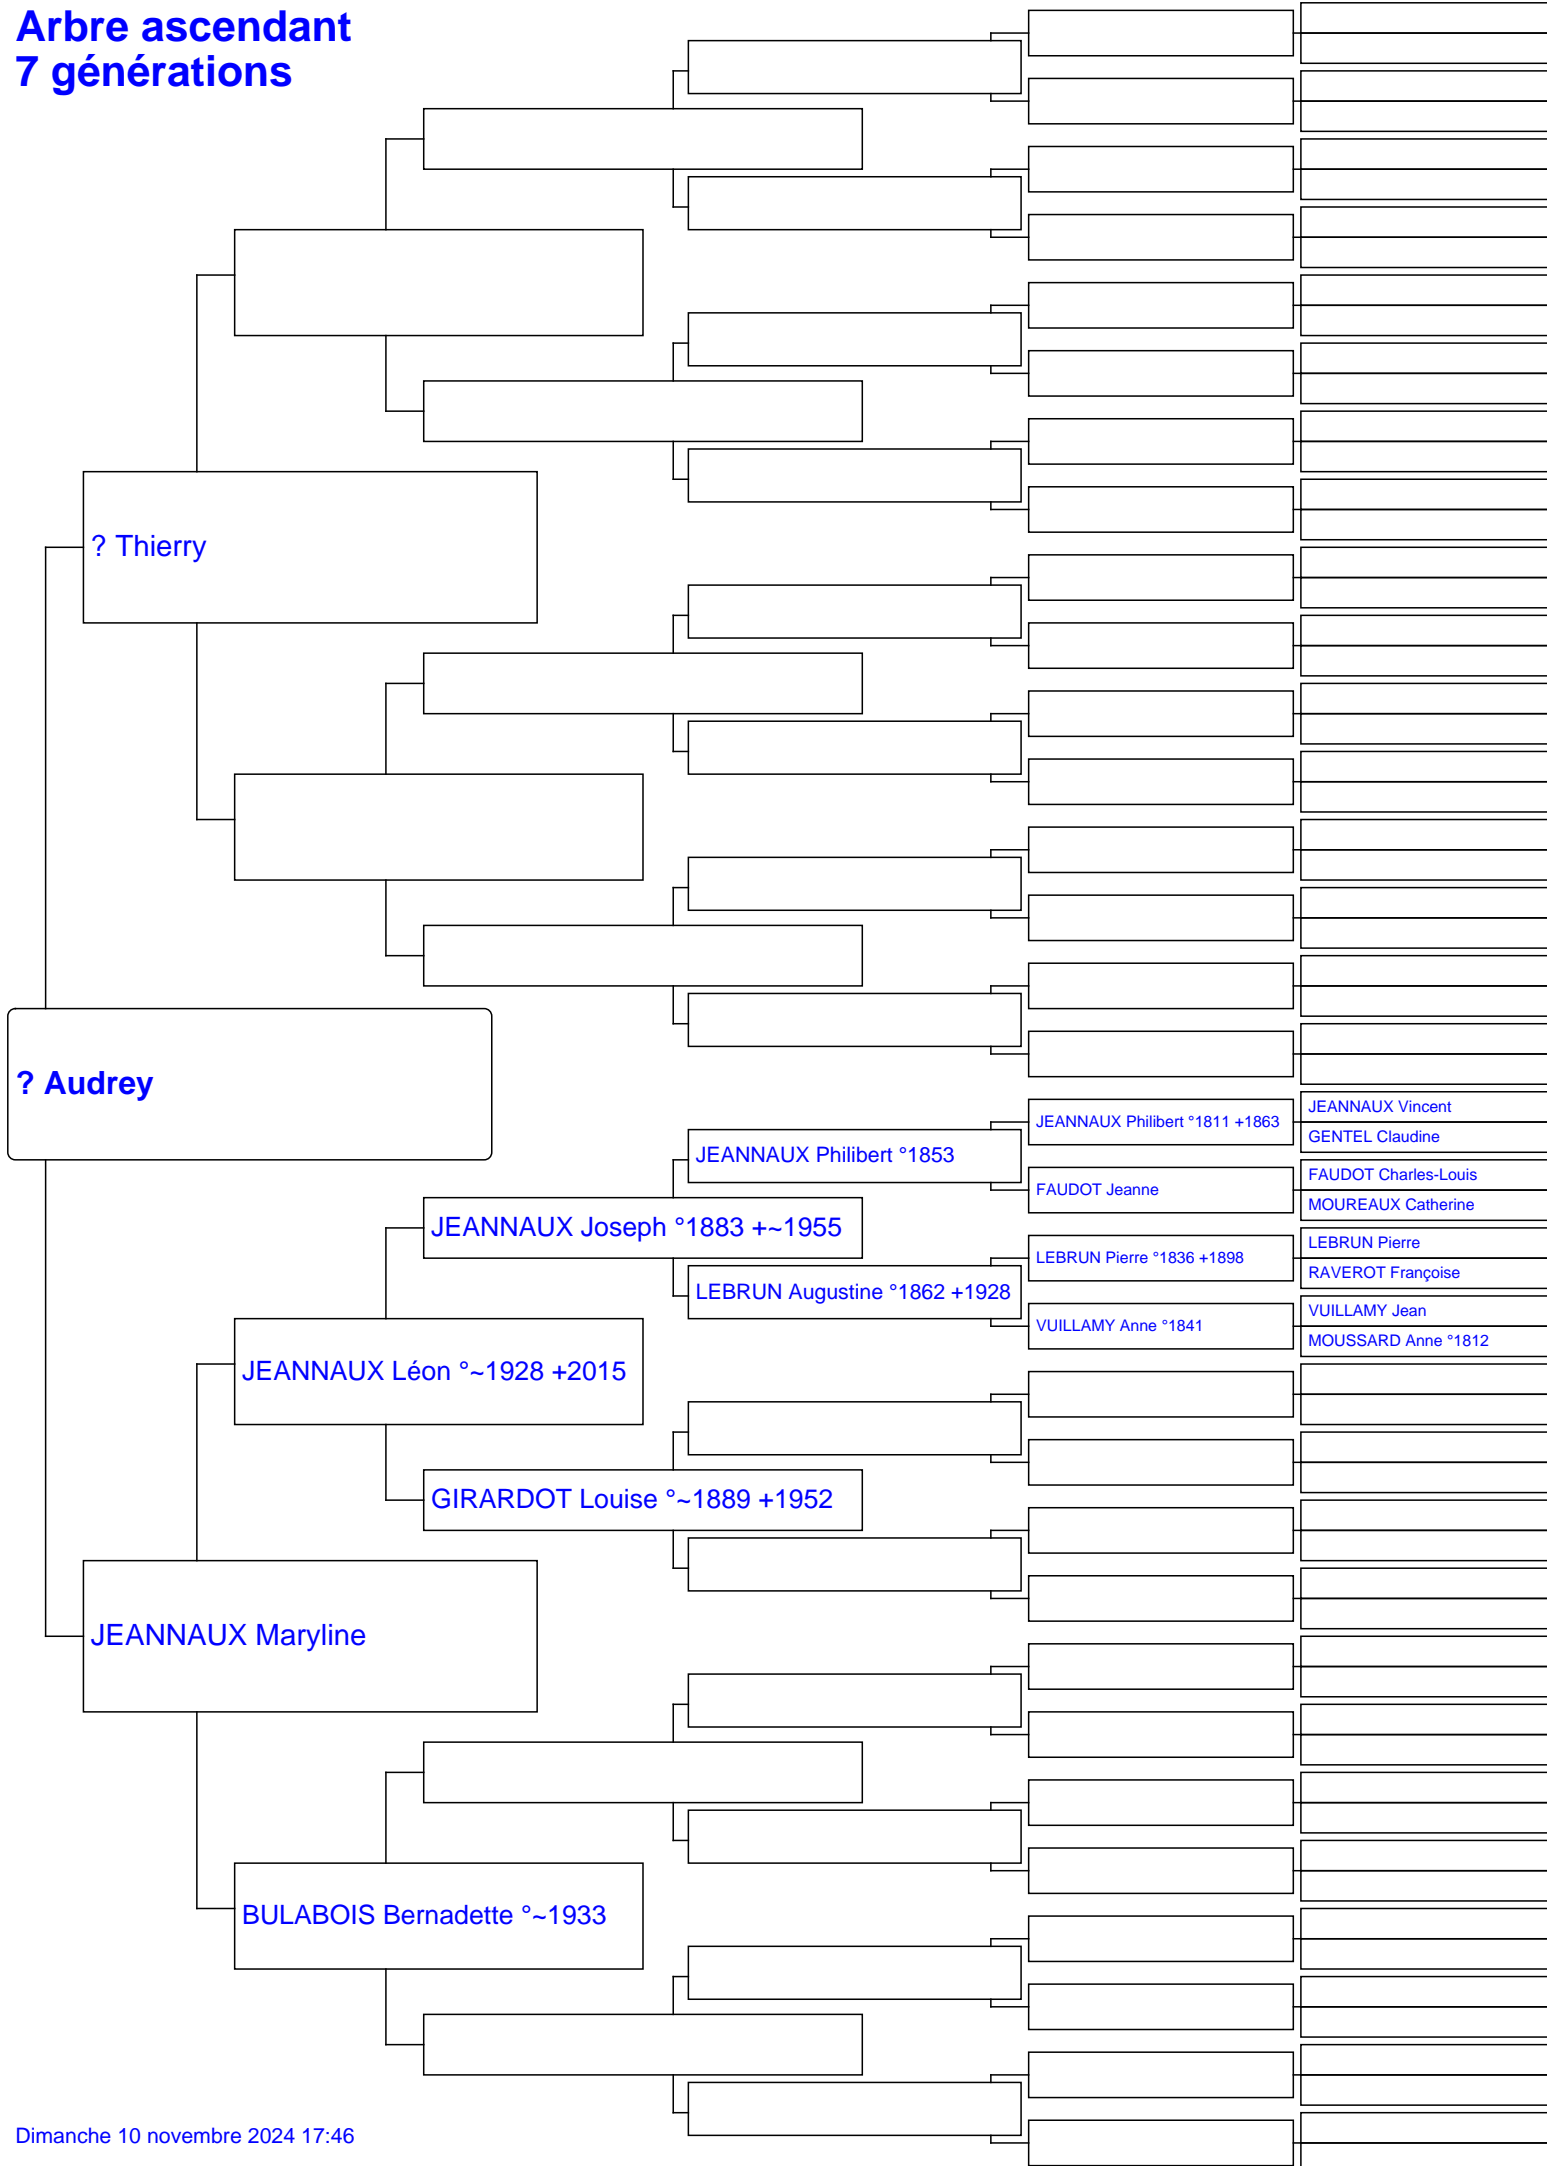 Arbre ascendant
7 générations
? Thierry
? Audrey
JEANNAUX Philibert °1811 +1863
JEANNAUX Vincent
GENTEL Claudine
JEANNAUX Philibert °1853
FAUDOT Jeanne
FAUDOT Charles-Louis
MOUREAUX Catherine
JEANNAUX Joseph °1883 +~1955
LEBRUN Pierre °1836 +1898
LEBRUN Pierre
RAVEROT Françoise
LEBRUN Augustine °1862 +1928
VUILLAMY Anne °1841
VUILLAMY Jean
MOUSSARD Anne °1812
JEANNAUX Léon °~1928 +2015
GIRARDOT Louise °~1889 +1952
JEANNAUX Maryline
BULABOIS Bernadette °~1933
Dimanche 10 novembre 2024 17:46